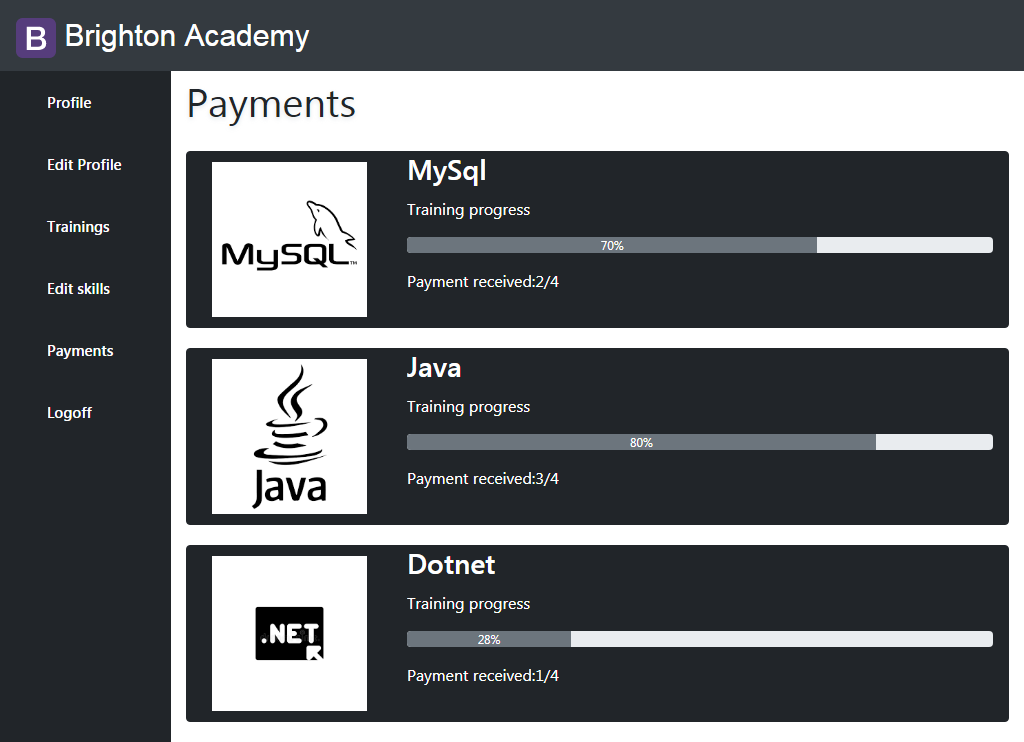 B Brighton Academy
Profile
Edit Profile
Trainings
Edit skills
Payments
Logoff
Payments
MySQL™
MySql
Training progress
70%
Payment received:2/4
Java
Java
Training progress
80%
Payment received:3/4
.NET
Dotnet
Training progress
28%
Payment received:1/4